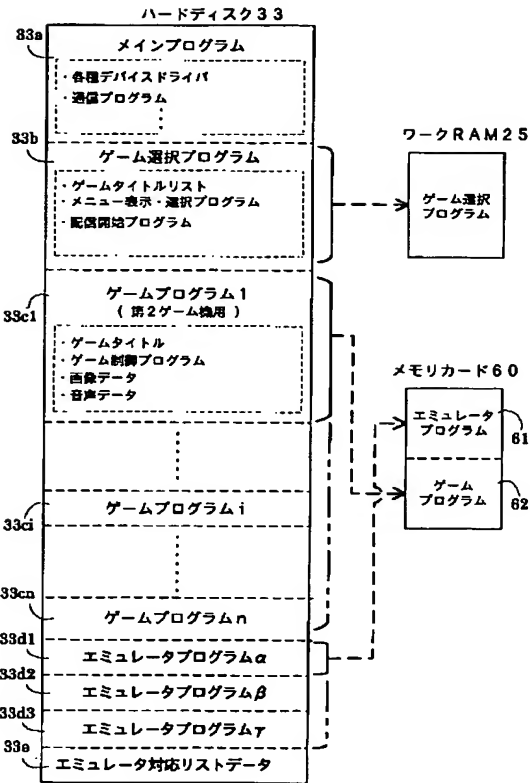 ハードディスク33
33a
メインプログラム
・各種デバイスドライバ
・通信プログラム
33b
ゲーム選択プログラム
・ゲームタイトルリスト
・メニュー表示・選択プログラム
・配信開始プログラム
33c1
ゲームプログラム1
(第2ゲーム機用)
・ゲームタイトル
・ゲーム制御プログラム
・画像データ
・音声データ
33ci
ゲームプログラムi
33cn
ゲームプログラムn
33d1
エミュレータプログラムα
33d2
エミュレータプログラムβ
33d3
エミュレータプログラムγ
33e
エミュレータ対応リストデータ
ワークRAM25
ゲーム選択
プログラム
メモリカード60
エミュレータ
プログラム
61
ゲーム
プログラム
62